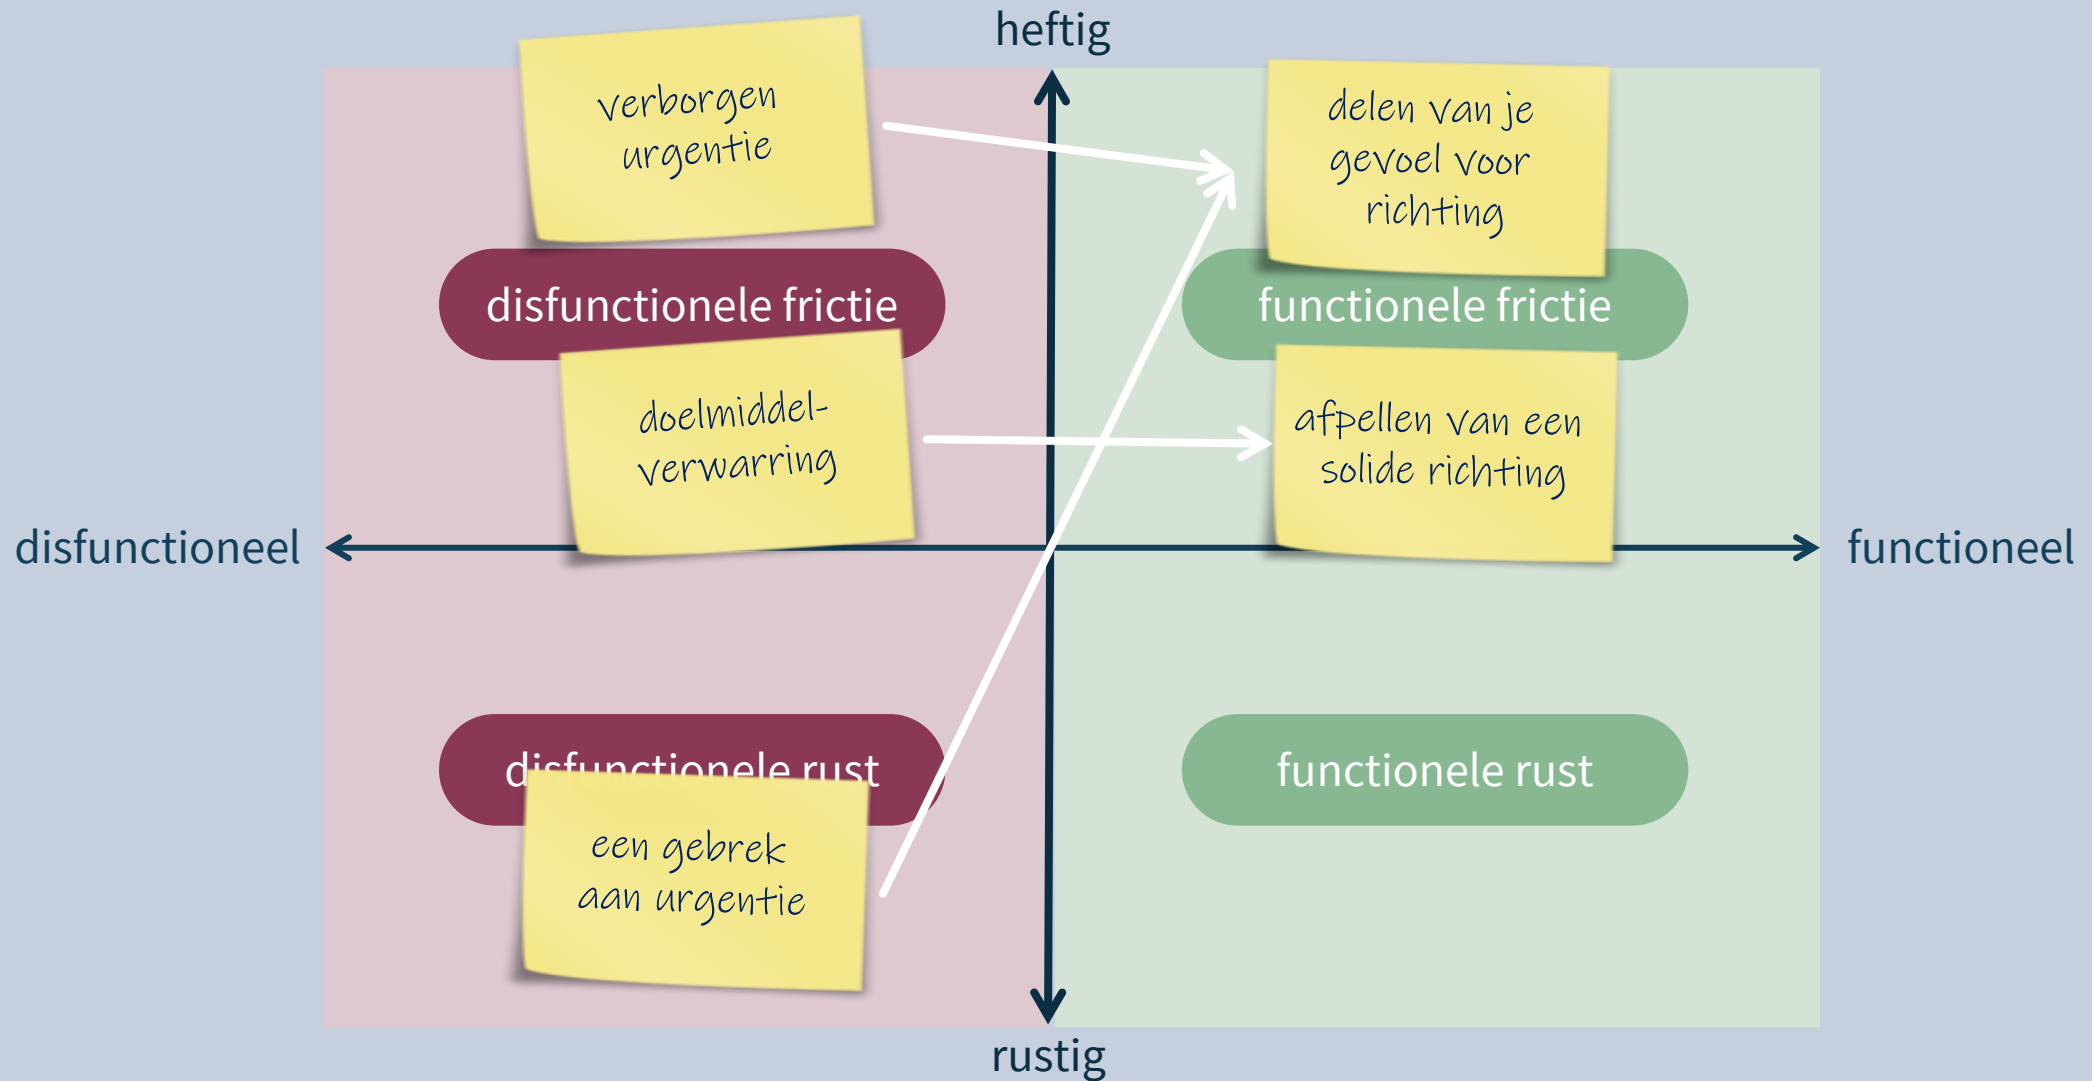 heftig
verborgen
urgentie
delen van je
gevoel voor
richting
disfunctionele frictie
functionele frictie
doelmiddel-
verwarring
afpellen van een
solide richting
disfunctioneel
functioneel
disfunctionele rust
functionele rust
een gebrek
aan urgentie
rustig